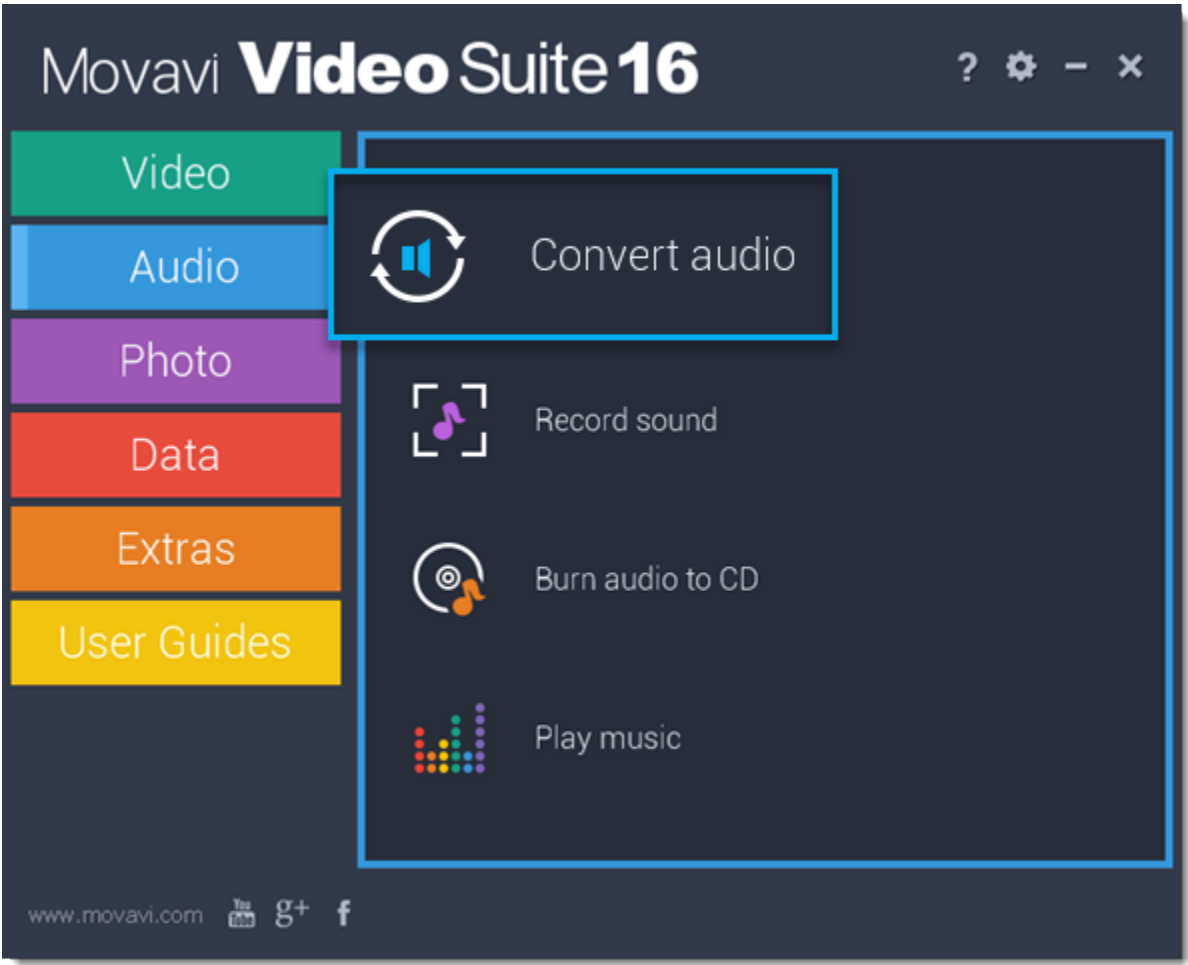 Movavi Video Suite 16
?
Video
Audio
Photo
Data
Extras
User Guides
Convert audio
Record sound
Burn audio to CD
Play music
www.movavi.com You Tube g+ f